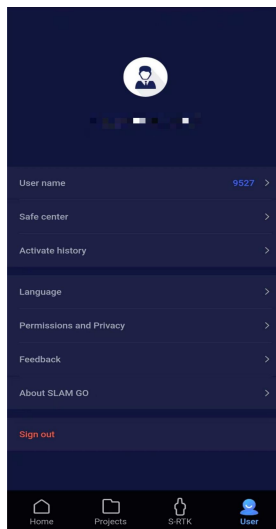 User name 9527
Safe center
Activate history
Language
Permissions and Privacy
Feedback
About SLAM GO
Sign out
Home Projects S-RTK User